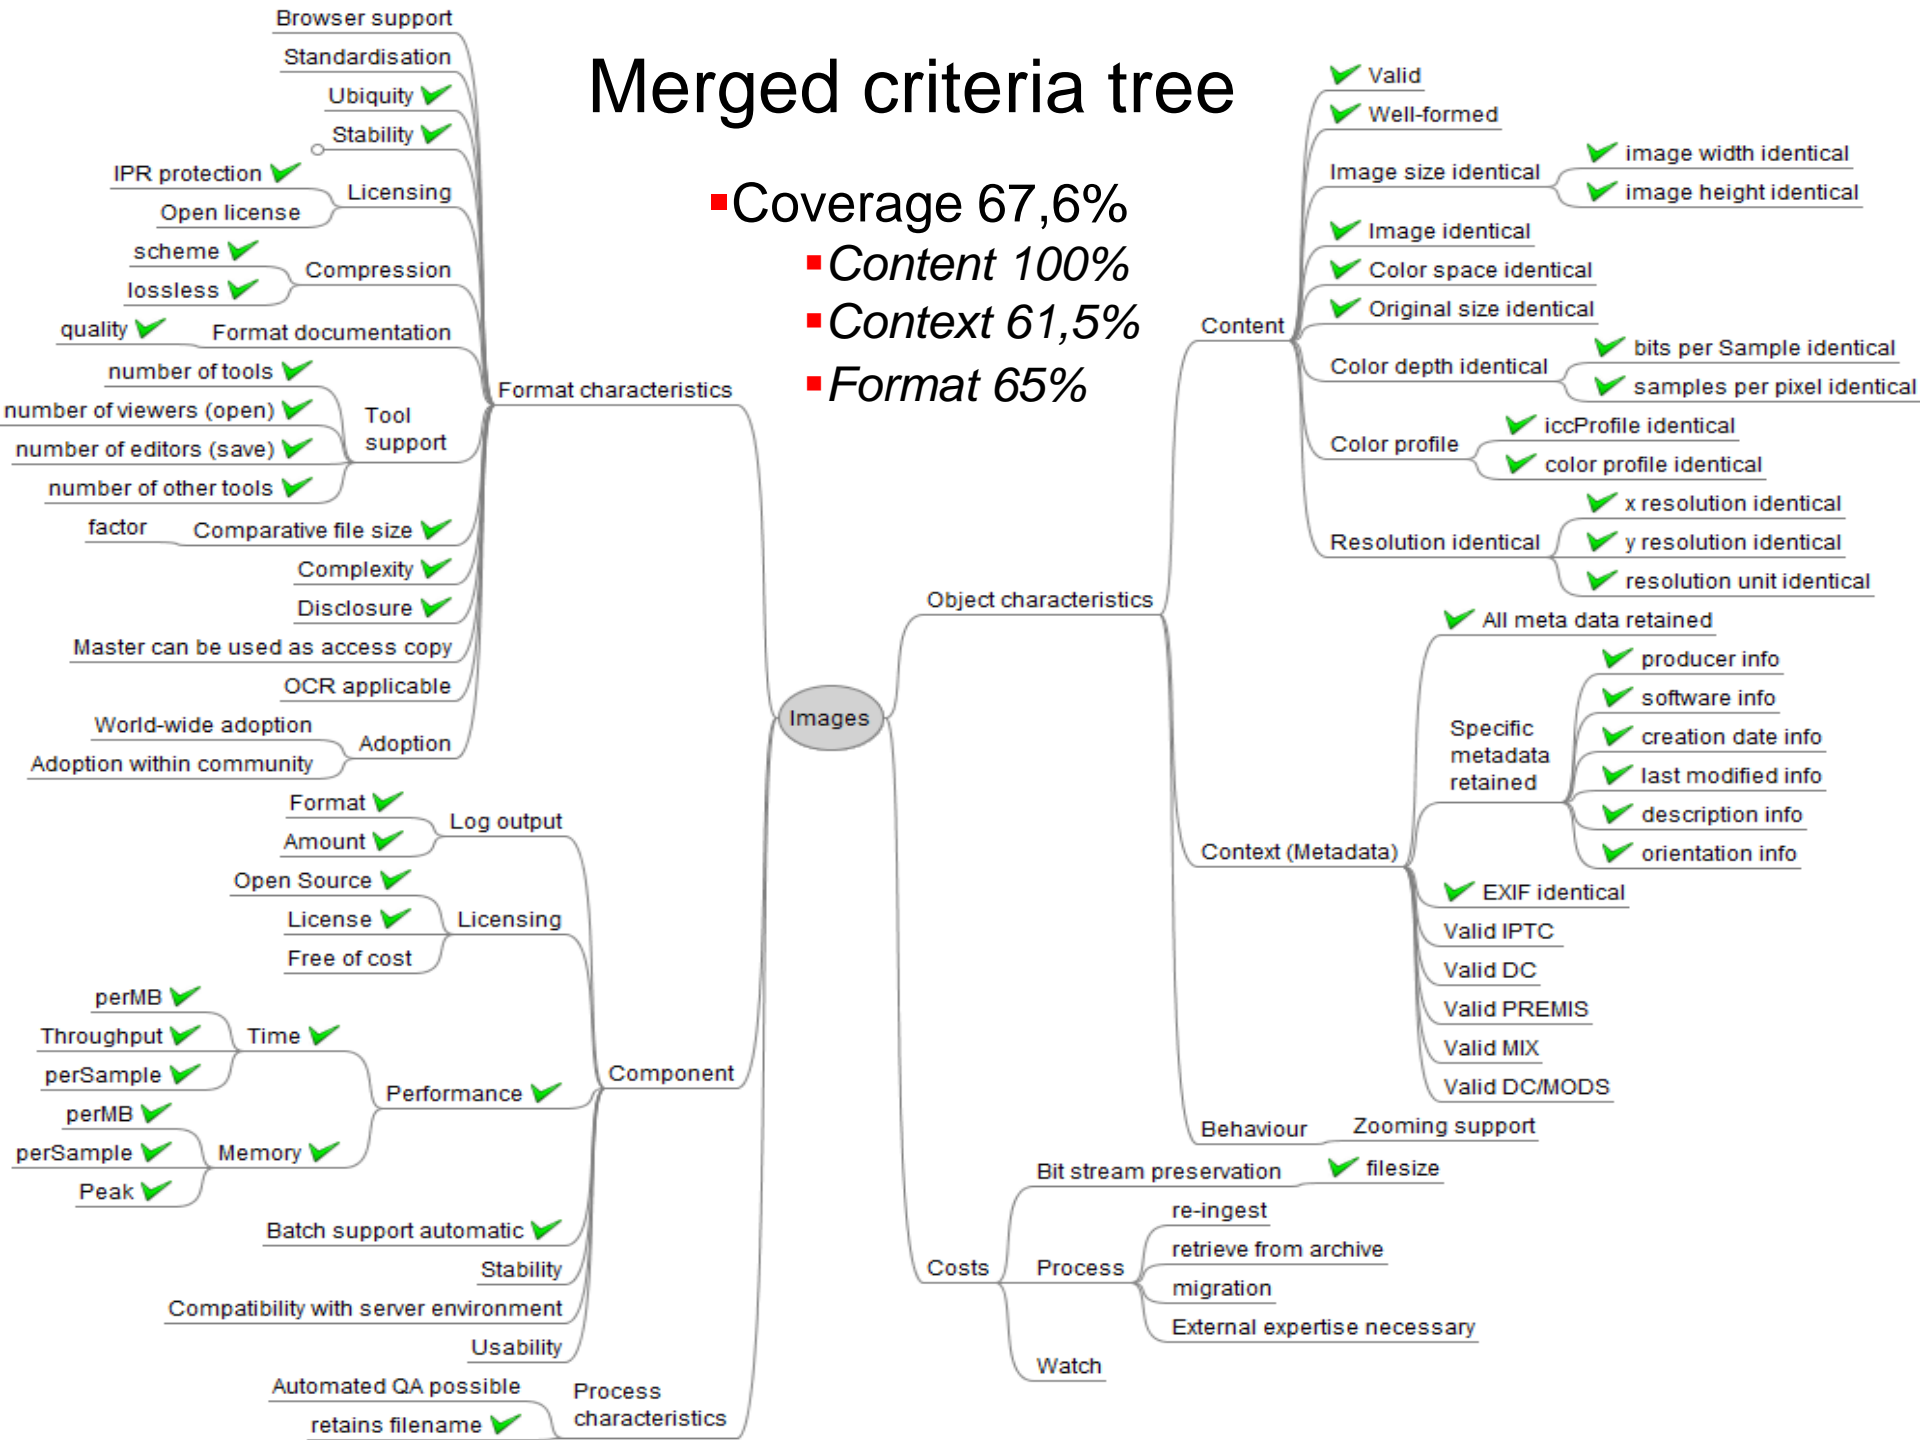 Merged criteria tree
Coverage 67,6%
Content 100%
Context 61,5%
Format 65%
Browser support
Standardisation
Ubiquity
Stability
IPR protection
Licensing
Open license
scheme
Compression
lossless
quality
Format documentation
number of tools
number of viewers (open)
Tool
support
number of editors (save)
number of other tools
factor
Comparative file size
Complexity
Disclosure
Master can be used as access copy
OCR applicable
World-wide adoption
Adoption
Adoption within community
Format characteristics
Format
Log output
Amount
Open Source
License
Licensing
Free of cost
perMB
Throughput
Time
perSample
Performance
perMB
perSample
Memory
Peak
Batch support automatic
Stability
Compatibility with server environment
Usability
Component
Automated QA possible
retains filename
Process
characteristics
Images
Object characteristics
Content
Valid
Well-formed
Image size identical
image width identical
image height identical
Image identical
Color space identical
Original size identical
Color depth identical
bits per Sample identical
samples per pixel identical
Color profile
iccProfile identical
color profile identical
Resolution identical
x resolution identical
y resolution identical
resolution unit identical
Context (Metadata)
All meta data retained
Specific
metadata
retained
producer info
software info
creation date info
last modified info
description info
orientation info
EXIF identical
Valid IPTC
Valid DC
Valid PREMIS
Valid MIX
Valid DC/MODS
Behaviour
Zooming support
Costs
Bit stream preservation
filesize
Process
re-ingest
retrieve from archive
migration
External expertise necessary
Watch